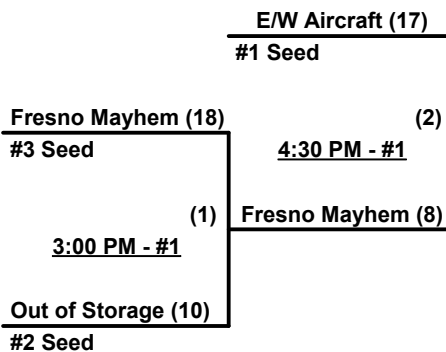 E/W Aircraft (17)
#1 Seed
Fresno Mayhem (18)
(2)
#3 Seed
4:30 PM - #1
(1)
Fresno Mayhem (8)
3:00 PM - #1
Out of Storage (10)
#2 Seed